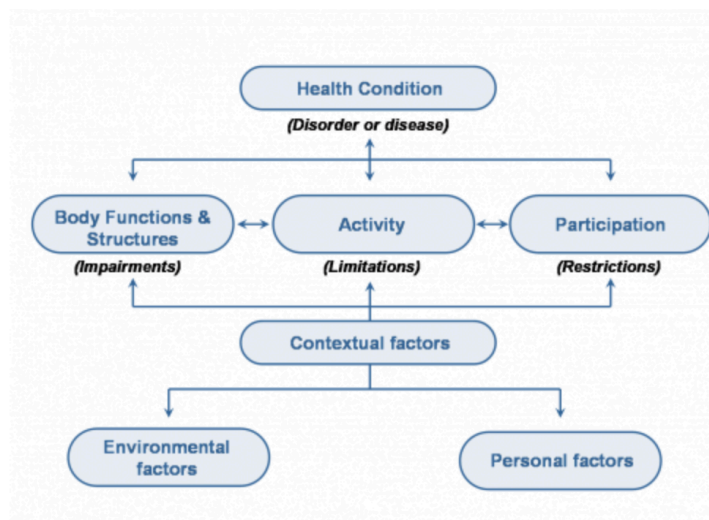 Health Condition
(Disorder or disease)
Body Functions &
Structures
Activity
Participation
(Impairments)
(Limitations)
(Restrictions)
Contextual factors
Environmental
factors
Personal factors